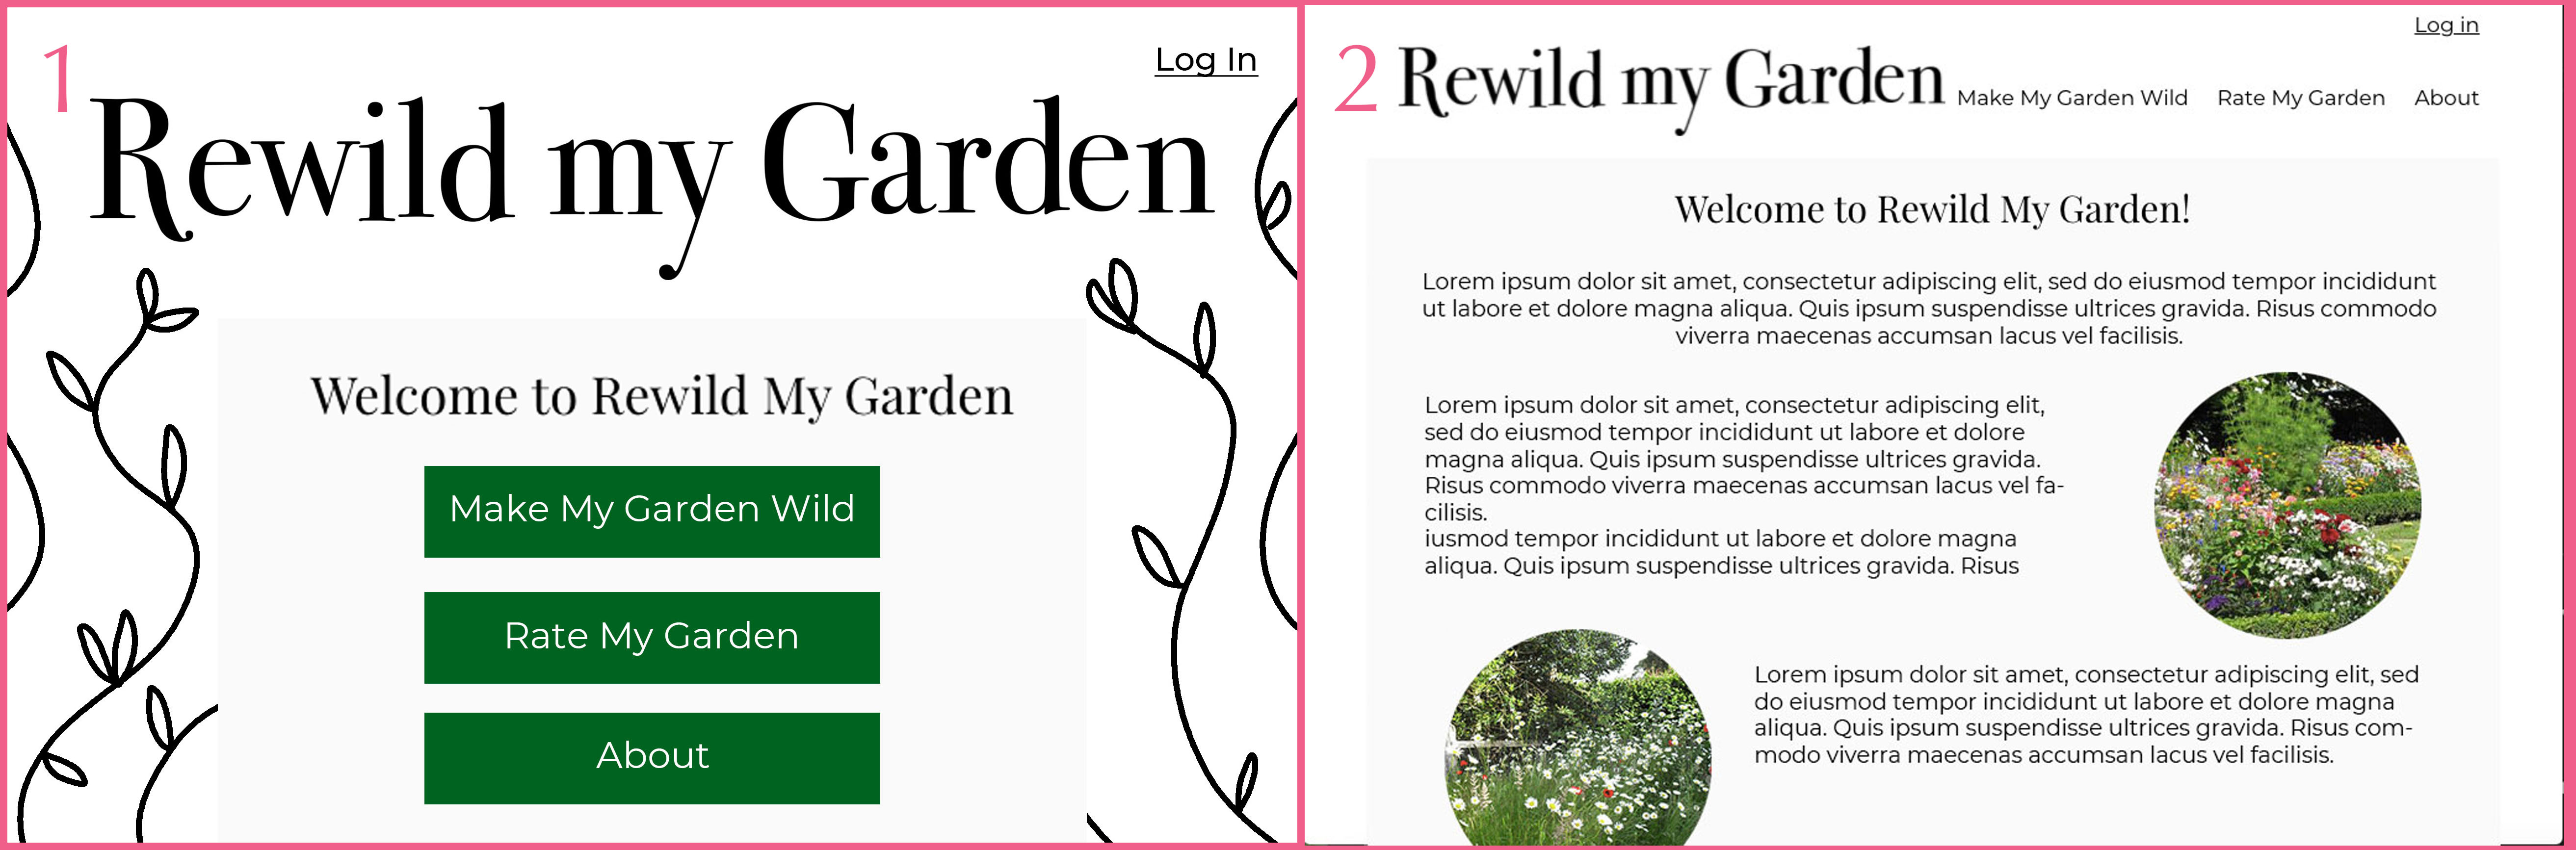 1
Log In
Rewild my Garden
Welcome to Rewild My Garden
Make My Garden Wild
Rate My Garden
About
2
Log in
Rewild my Garden
Make My Garden Wild
Rate My Garden
About
Welcome to Rewild My Garden!
Lorem ipsum dolor sit amet, consectetur adipiscing elit, sed do eiusmod tempor incididunt
ut labore et dolore magna aliqua. Quis ipsum suspendisse ultrices gravida. Risus commodo
viverra maecenas accumsan lacus vel facilisis.
Lorem ipsum dolor sit amet, consectetur adipiscing elit,
sed do eiusmod tempor incididunt ut labore et dolore
magna aliqua. Quis ipsum suspendisse ultrices gravida.
Risus commodo viverra maecenas accumsan lacus vel fa-
cilisis.
iusmod tempor incididunt ut labore et dolore magna
aliqua. Quis ipsum suspendisse ultrices gravida. Risus
Lorem ipsum dolor sit amet, consectetur adipiscing elit, sed
do eiusmod tempor incididunt ut labore et dolore magna
aliqua. Quis ipsum suspendisse ultrices gravida. Risus com-
modo viverra maecenas accumsan lacus vel facilisis.